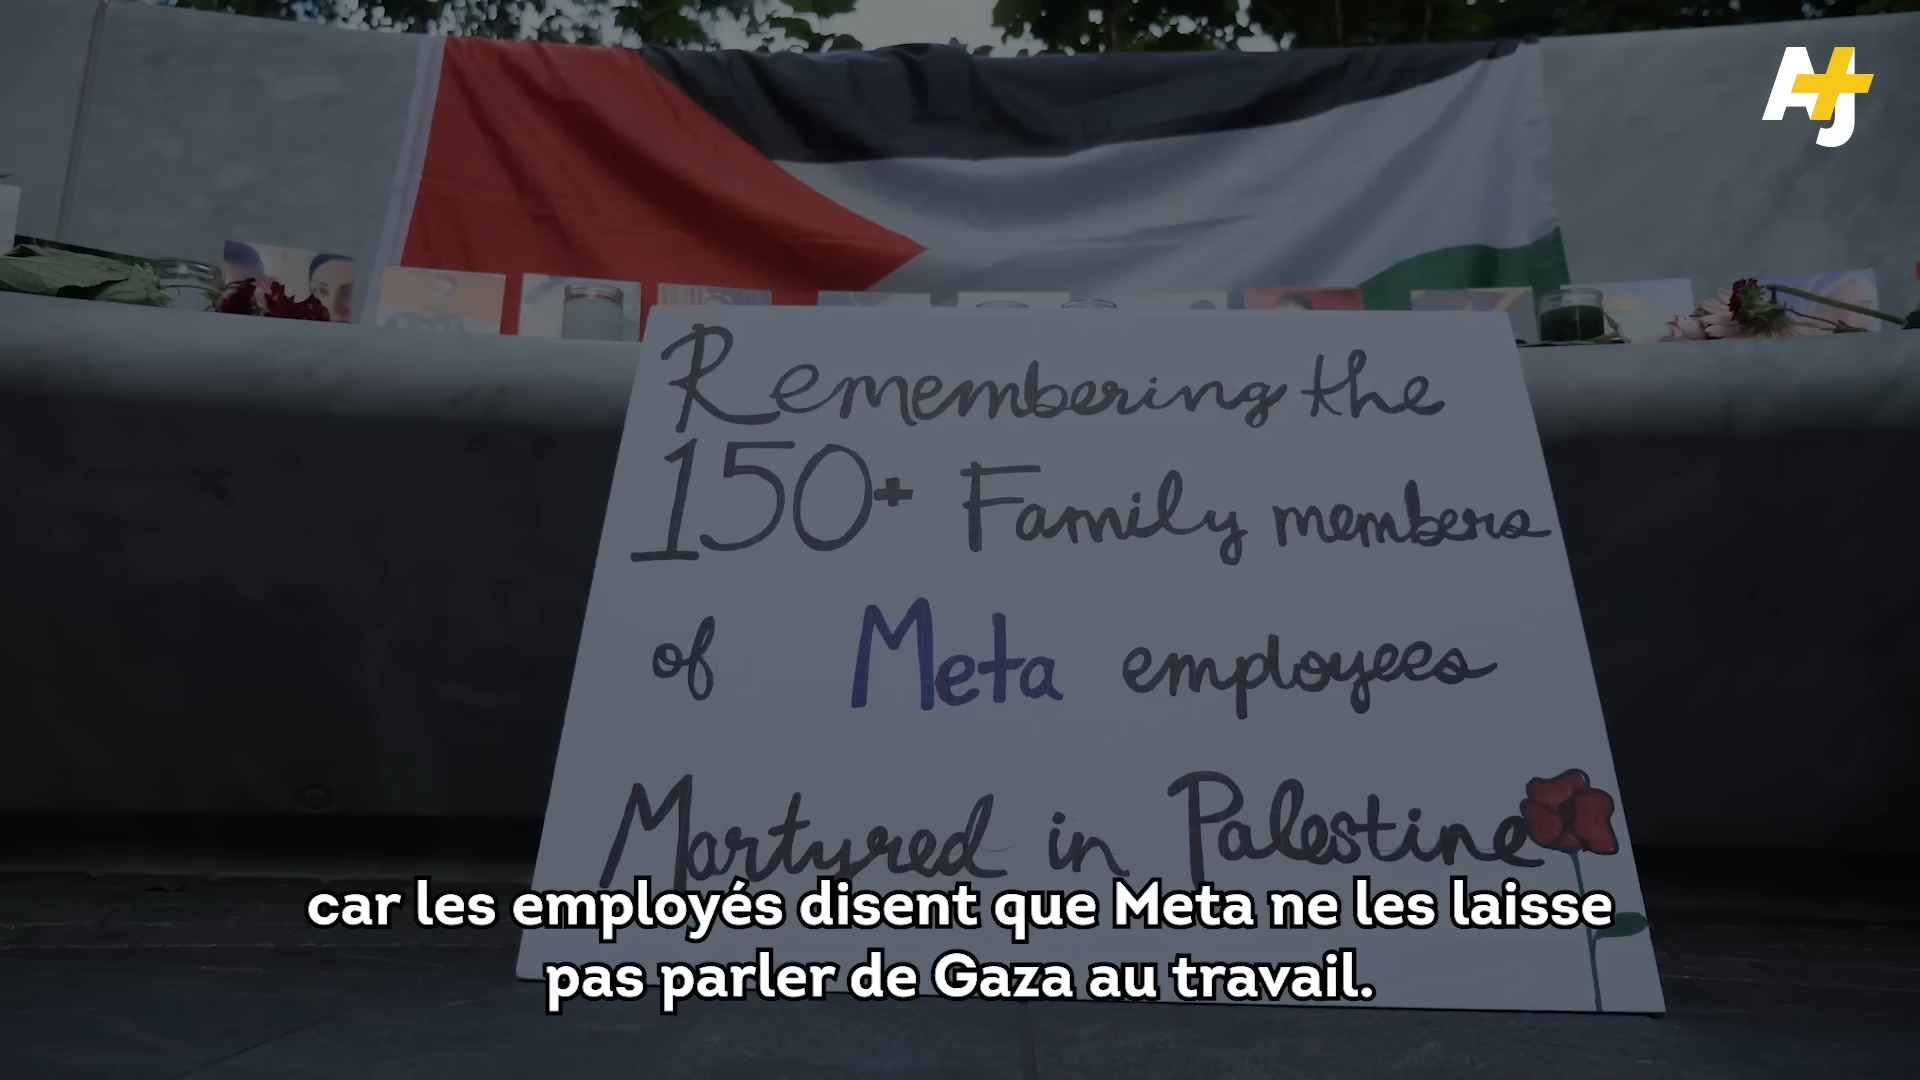 AJ+
Remembering the
150+ Family members
of Meta employees
Martyred in Palestine
car les employés disent que Meta ne les laisse
pas parler de Gaza au travail.